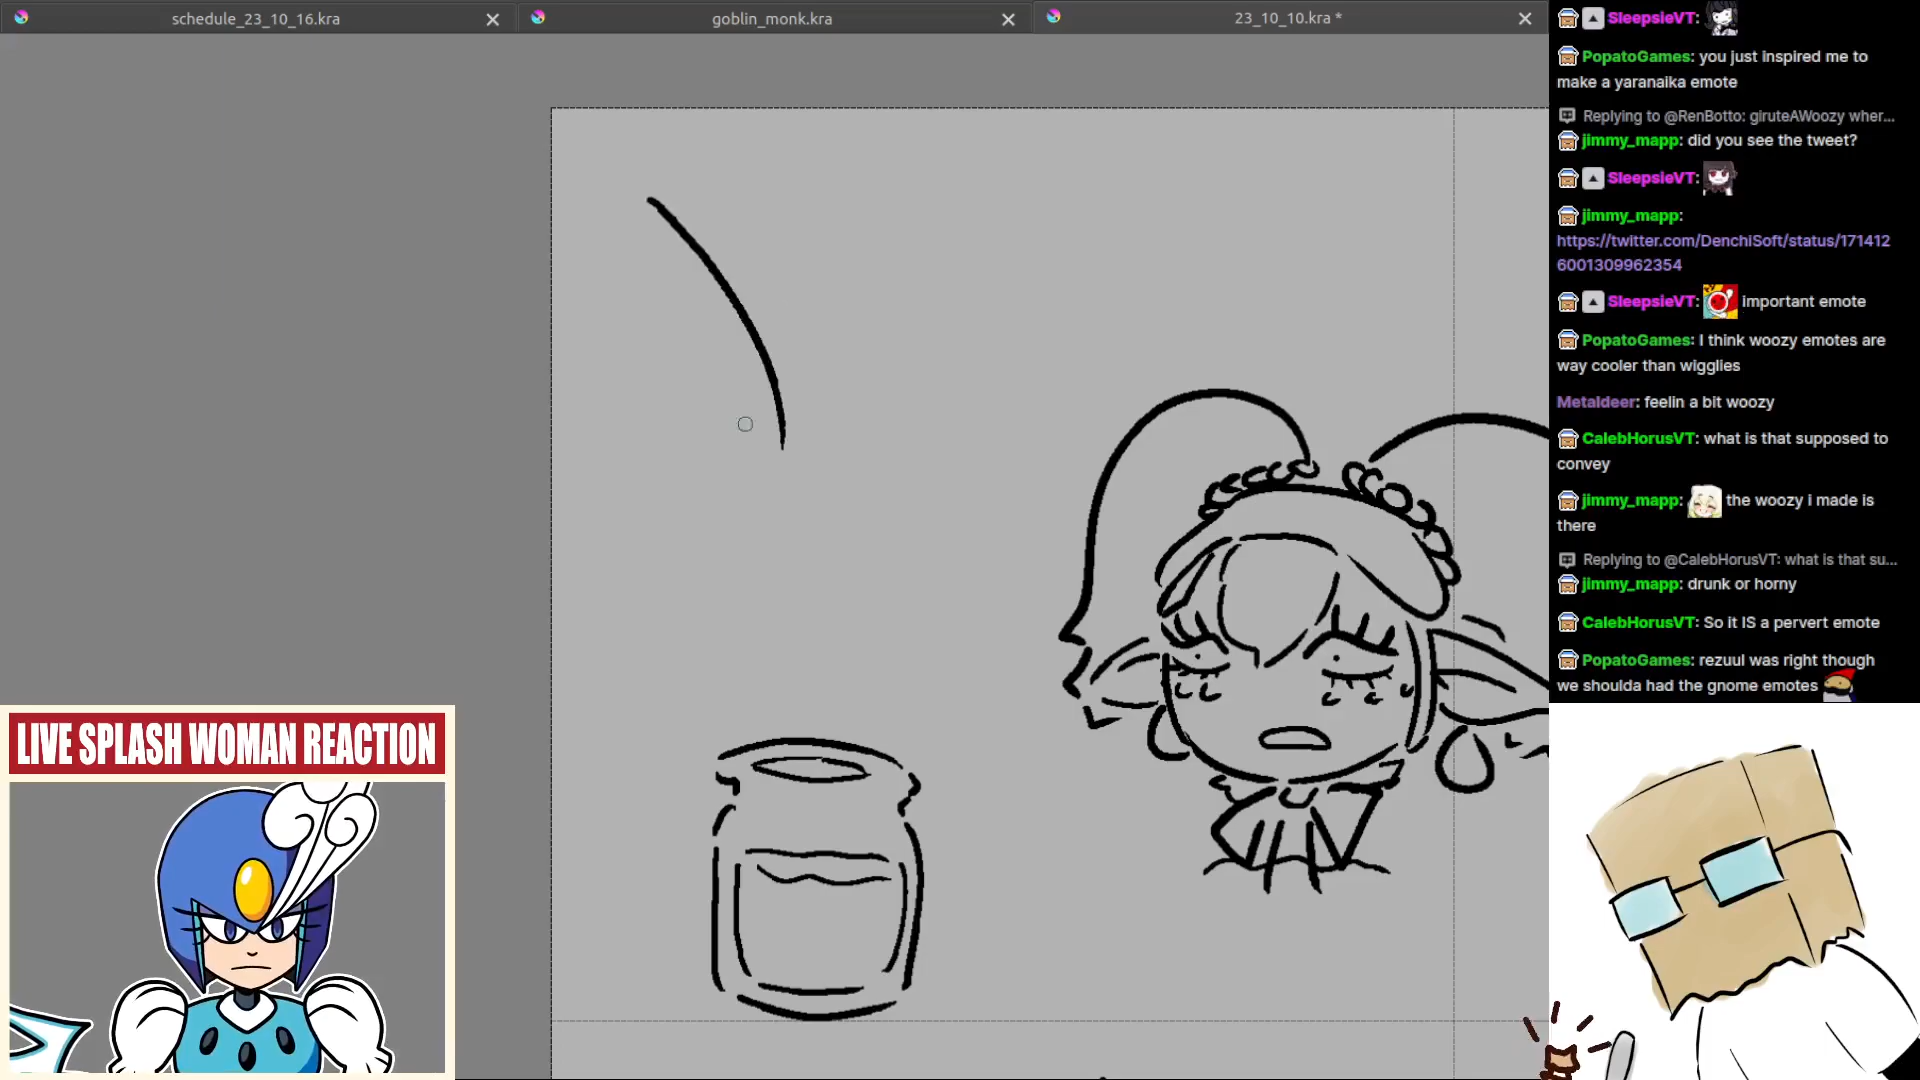 schedule_23_10_16.kra
goblin_monk.kra
23_10_10.kra *
SleepsieVT:
PopatoGames: you just inspired me to
make a yaranaika emote
Replying to @RenBotto: giruteAWoozy wher...
jimmy_mapp: did you see the tweet?
SleepsieVT:
jimmy_mapp:
https://twitter.com/DenchiSoft/status/171412
6001309962354
SleepsieVT: important emote
PopatoGames: I think woozy emotes are
way cooler than wigglies
Metaldeer: feelin a bit woozy
CalebHorusVT: what is that supposed to
convey
jimmy_mapp: the woozy i made is
there
Replying to @CalebHorusVT: what is that su...
jimmy_mapp: drunk or horny
CalebHorusVT: So it IS a pervert emote
PopatoGames: rezuul was right though
we shoulda had the gnome emotes
LIVE SPLASH WOMAN REACTION